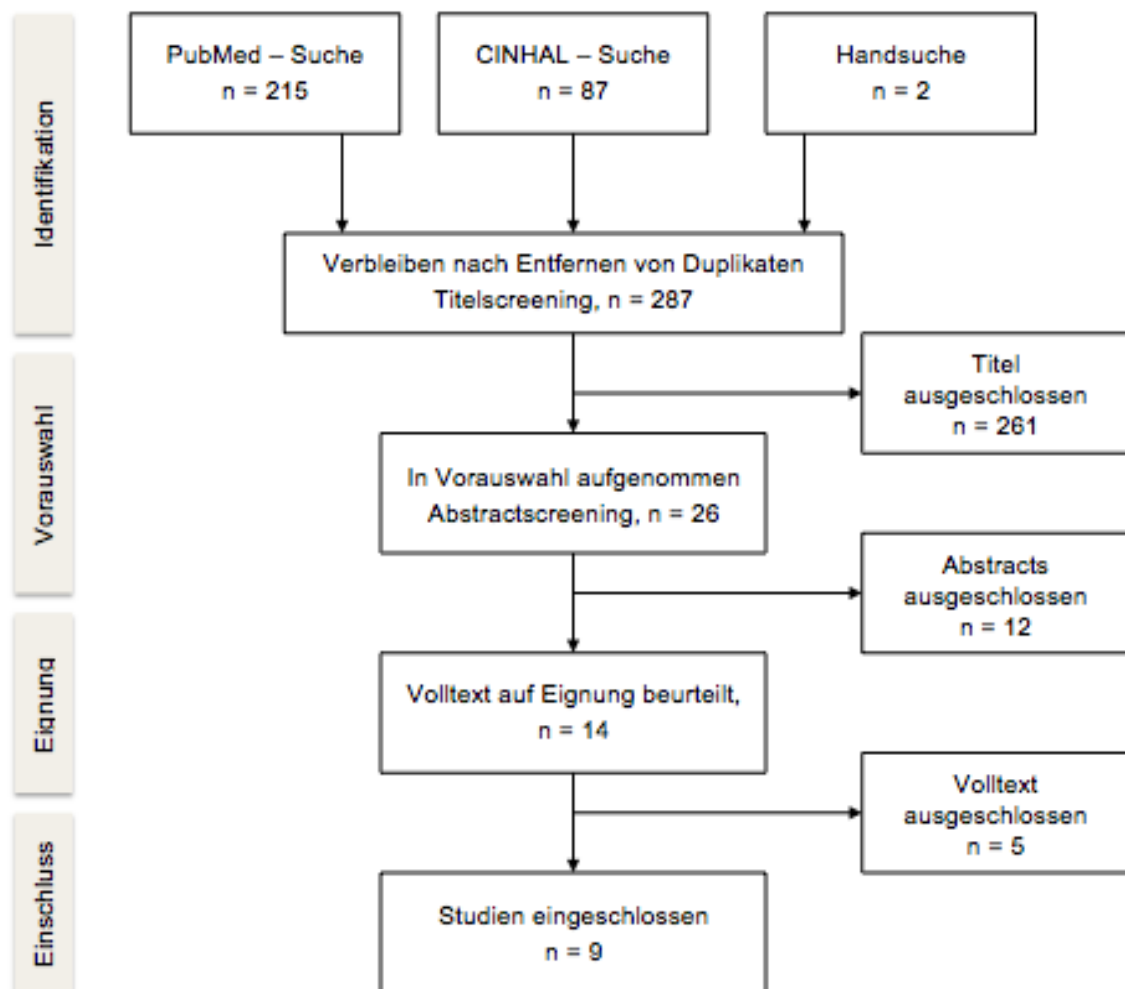 Identifikation
PubMed – Suche
n = 215
CINHAL – Suche
n = 87
Handsuche
n = 2
Verbleiben nach Entfernen von Duplikaten
Titelscreening, n = 287
Vorauswahl
Titel
ausgeschlossen
n = 261
In Vorauswahl aufgenommen
Abstractscreening, n = 26
Abstracts
ausgeschlossen
n = 12
Eignung
Volltext auf Eignung beurteilt,
n = 14
Volltext
ausgeschlossen
n = 5
Einschluss
Studien eingeschlossen
n = 9